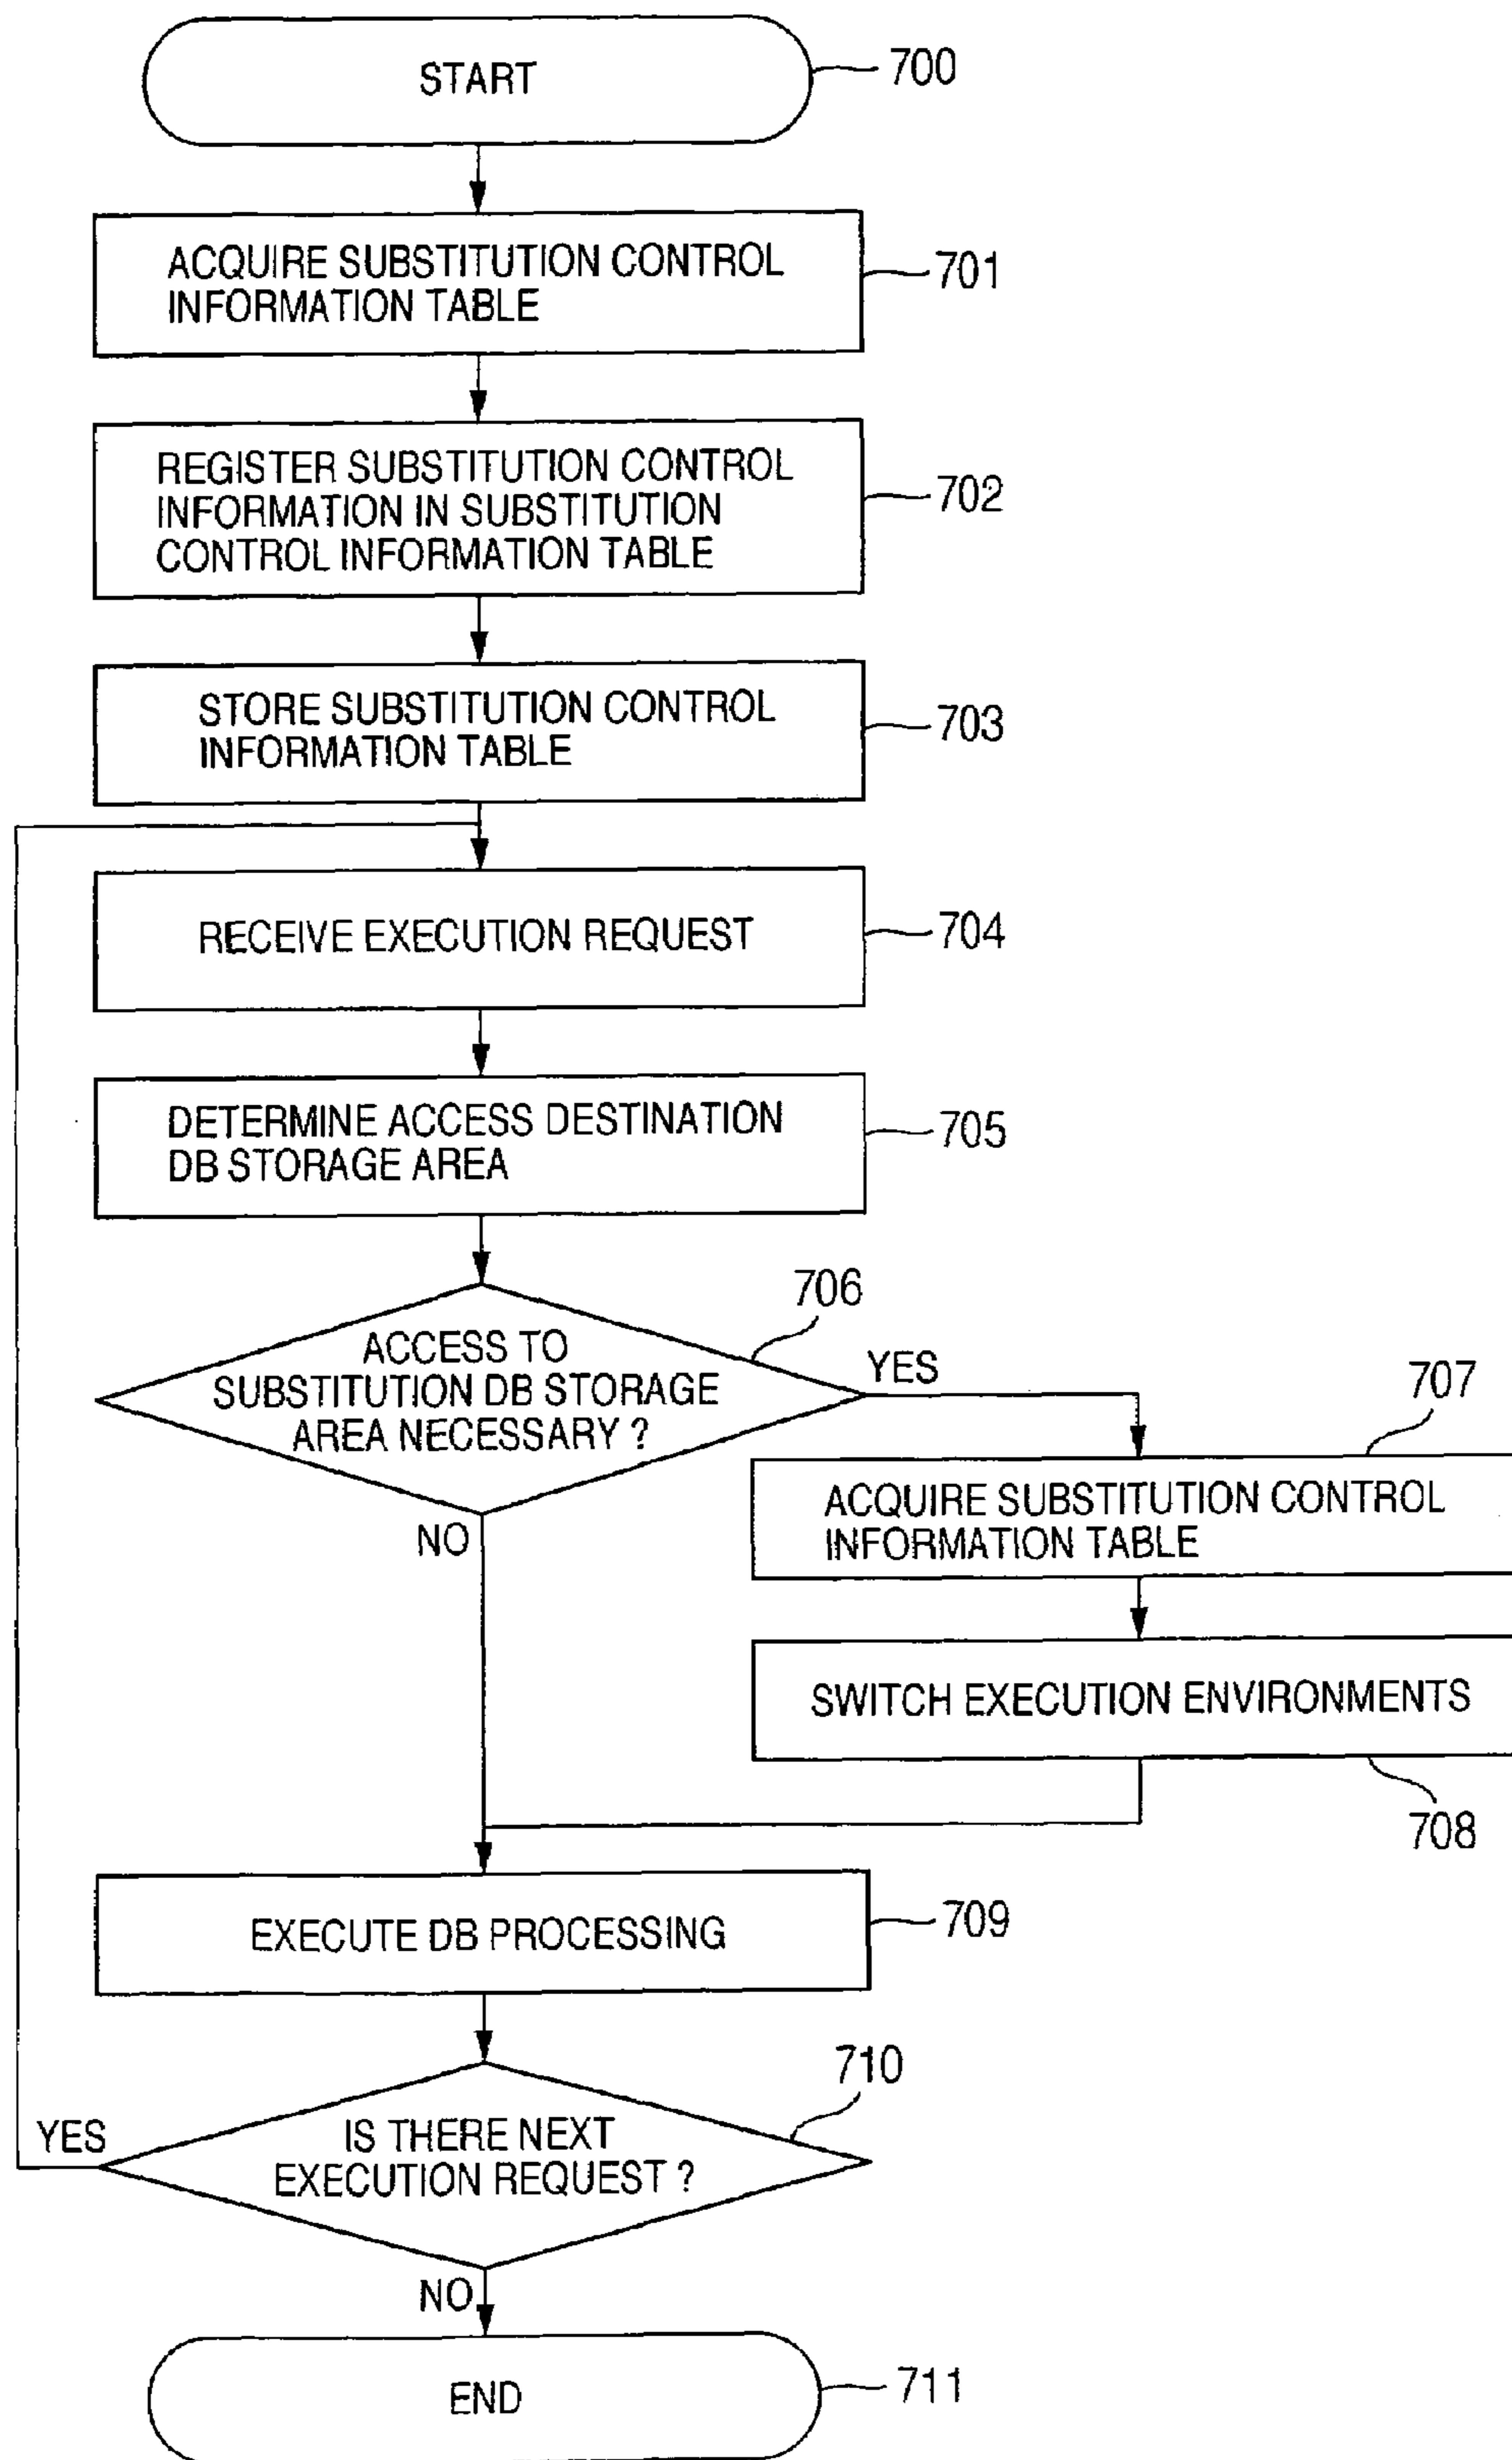 START
700
ACQUIRE SUBSTITUTION CONTROL
INFORMATION TABLE
701
REGISTER SUBSTITUTION CONTROL
INFORMATION IN SUBSTITUTION
CONTROL INFORMATION TABLE
702
STORE SUBSTITUTION CONTROL
INFORMATION TABLE
703
RECEIVE EXECUTION REQUEST
704
DETERMINE ACCESS DESTINATION
DB STORAGE AREA
705
706
ACCESS TO
SUBSTITUTION DB STORAGE
AREA NECESSARY ?
YES
NO
707
ACQUIRE SUBSTITUTION CONTROL
INFORMATION TABLE
SWITCH EXECUTION ENVIRONMENTS
708
EXECUTE DB PROCESSING
709
710
IS THERE NEXT
EXECUTION REQUEST ?
YES
NO
END
711